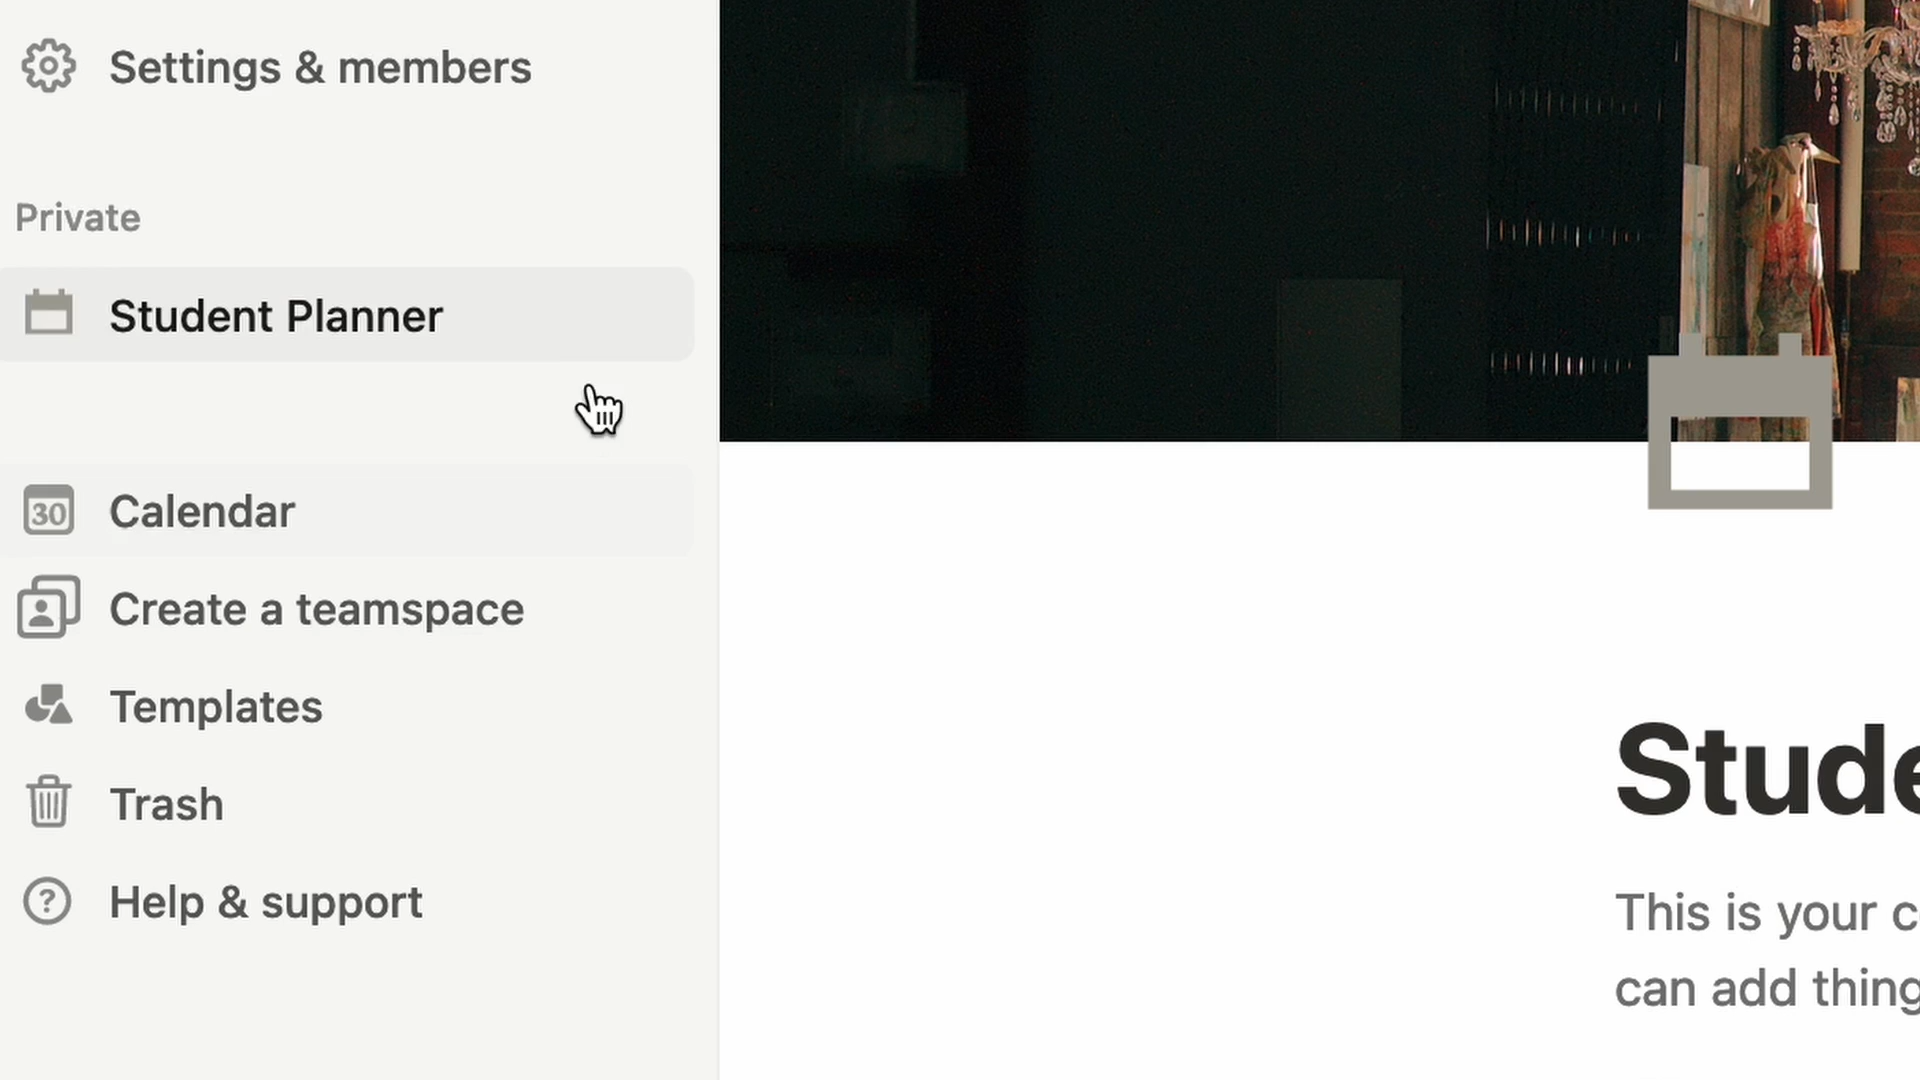 Settings & members
Private
Student Planner
30
Calendar
Create a teamspace
Templates
Trash
Help & support
Stude
This is your c
can add thing